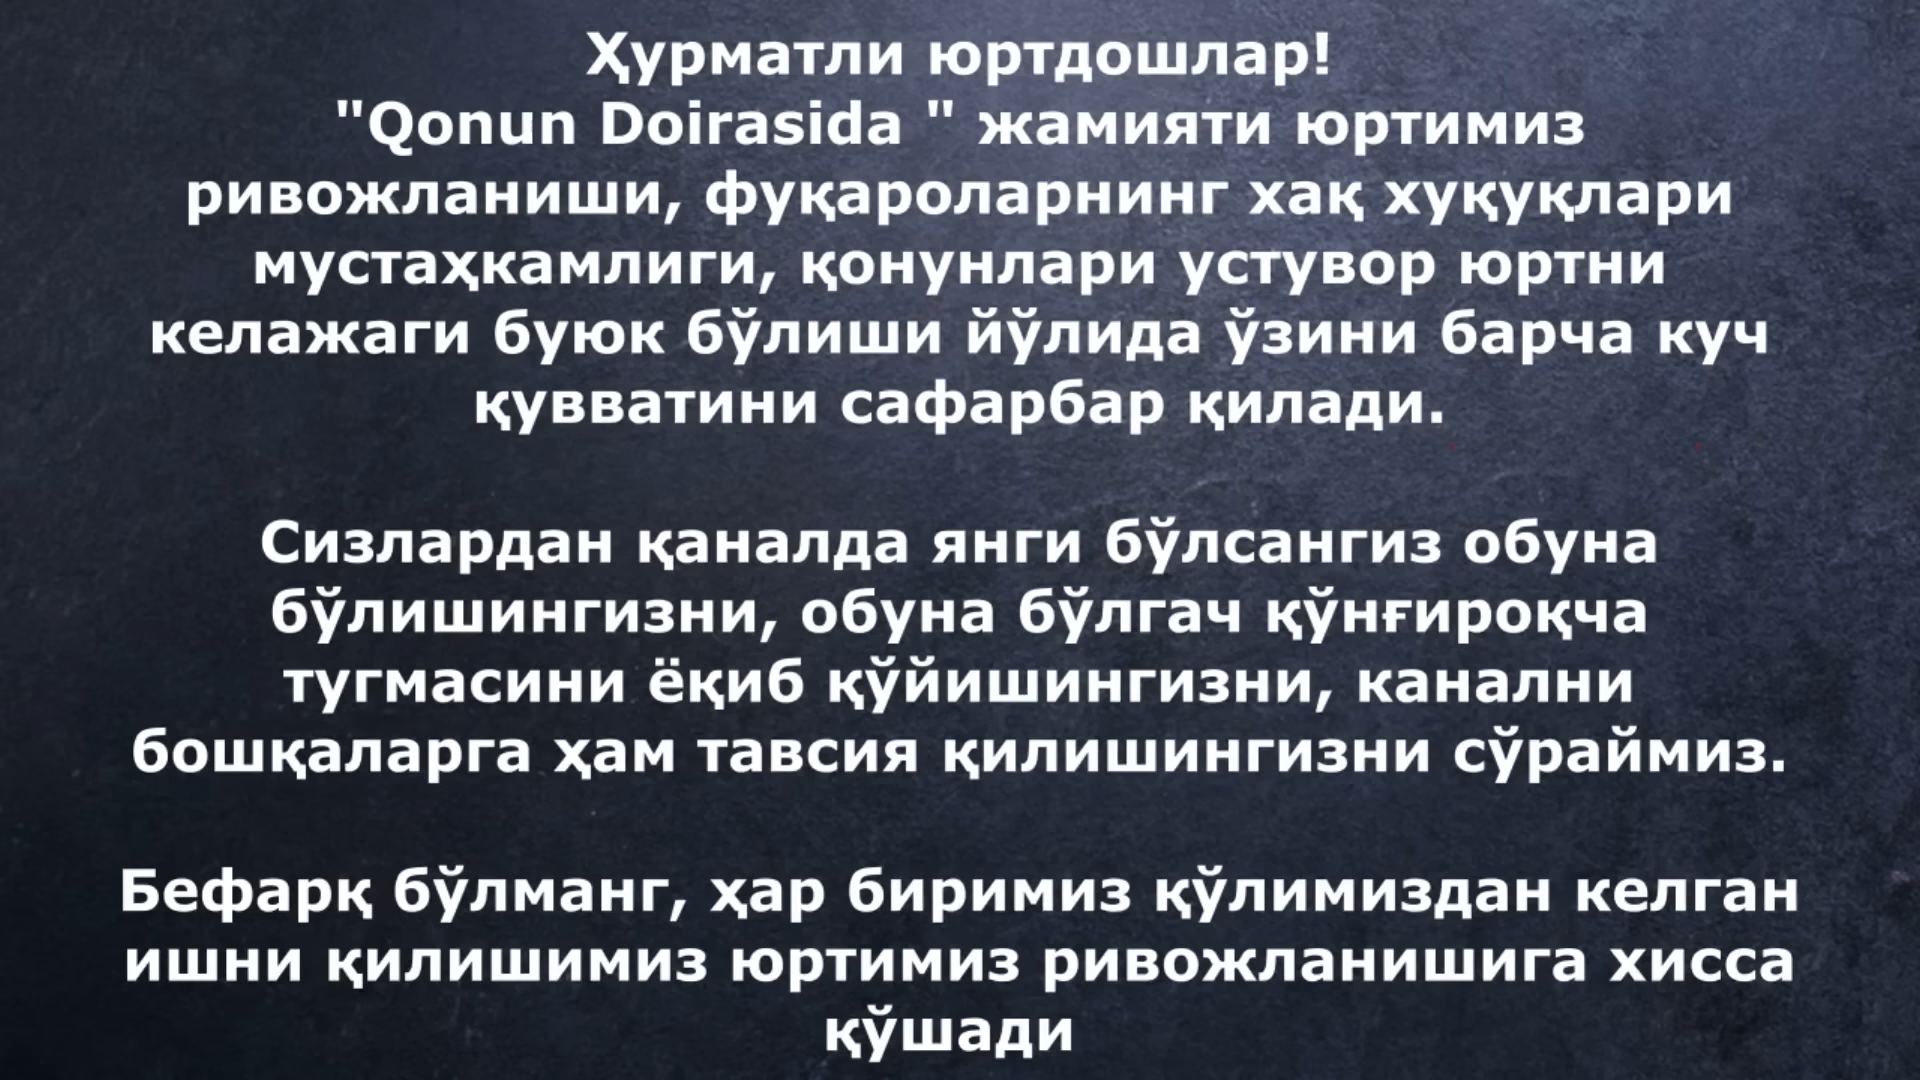 Ҳурматли юртдошлар!
"Qonun Doirasida " жамияти юртимиз
ривожланиши, фуқароларнинг хақ хуқуқлари
мустаҳкамлиги, қонунлари устувор юртни
келажаги буюк бўлиши йўлида ўзини барча куч
қувватини сафарбар қилади.
Сизлардан қаналда янги бўлсангиз обуна
бўлишингизни, обуна бўлгач қўнғироқча
тугмасини ёқиб қўйишингизни, канални
бошқаларга ҳам тавсия қилишингизни сўраймиз.
Бефарқ бўлманг, ҳар биримиз қўлимиздан келган
ишни қилишимиз юртимиз ривожланишига хисса
қўшади